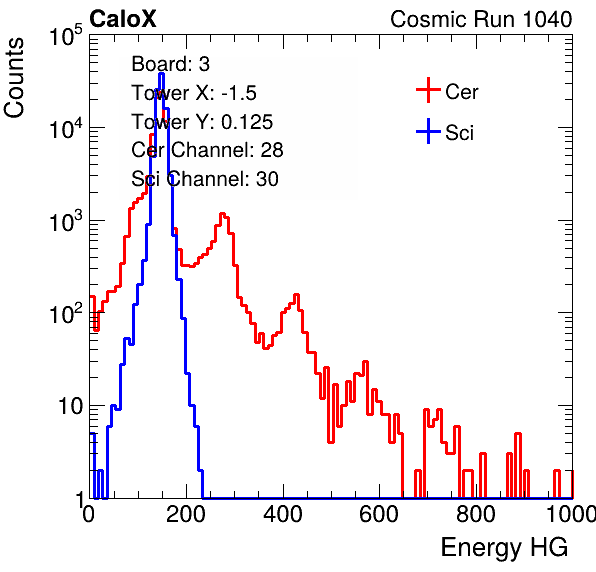 CaloX Cosmic Run 1040
Counts
Board: 3
Tower X: -1.5
Tower Y: 0.125
Cer Channel: 28
Sci Channel: 30
Cer
Sci
10^5
10^4
10^3
10^2
10
1
0 200 400 600 800 1000
Energy HG